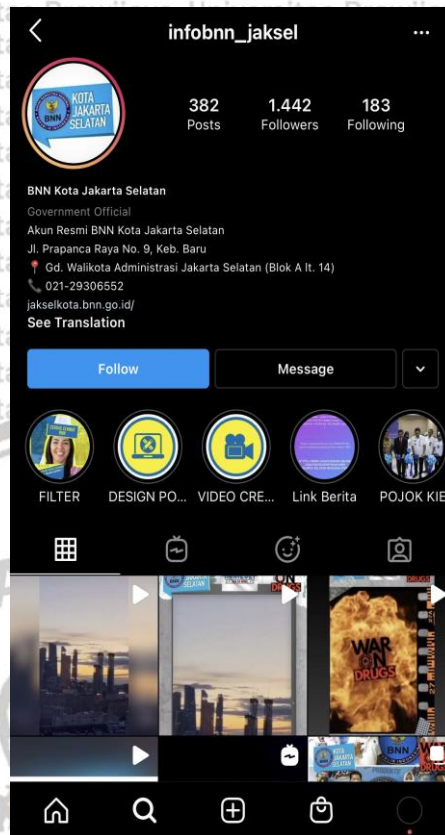 infobnn_jaksel
BNN
KOTA
JAKARTA
SELATAN
382 1.442 183
Posts Followers Following
BNN Kota Jakarta Selatan
Government Official
Akun Resmi BNN Kota Jakarta Selatan
Jl. Prapanca Raya No. 9, Keb. Baru
Gd. Walikota Administrasi Jakarta Selatan (Blok A lt. 14)
021-29306552
jakselkota.bnn.go.id/
See Translation
Follow Message
FILTER DESIGN PO... VIDEO CRE... Link Berita POJOK KIE
WAR
ON
DRUGS